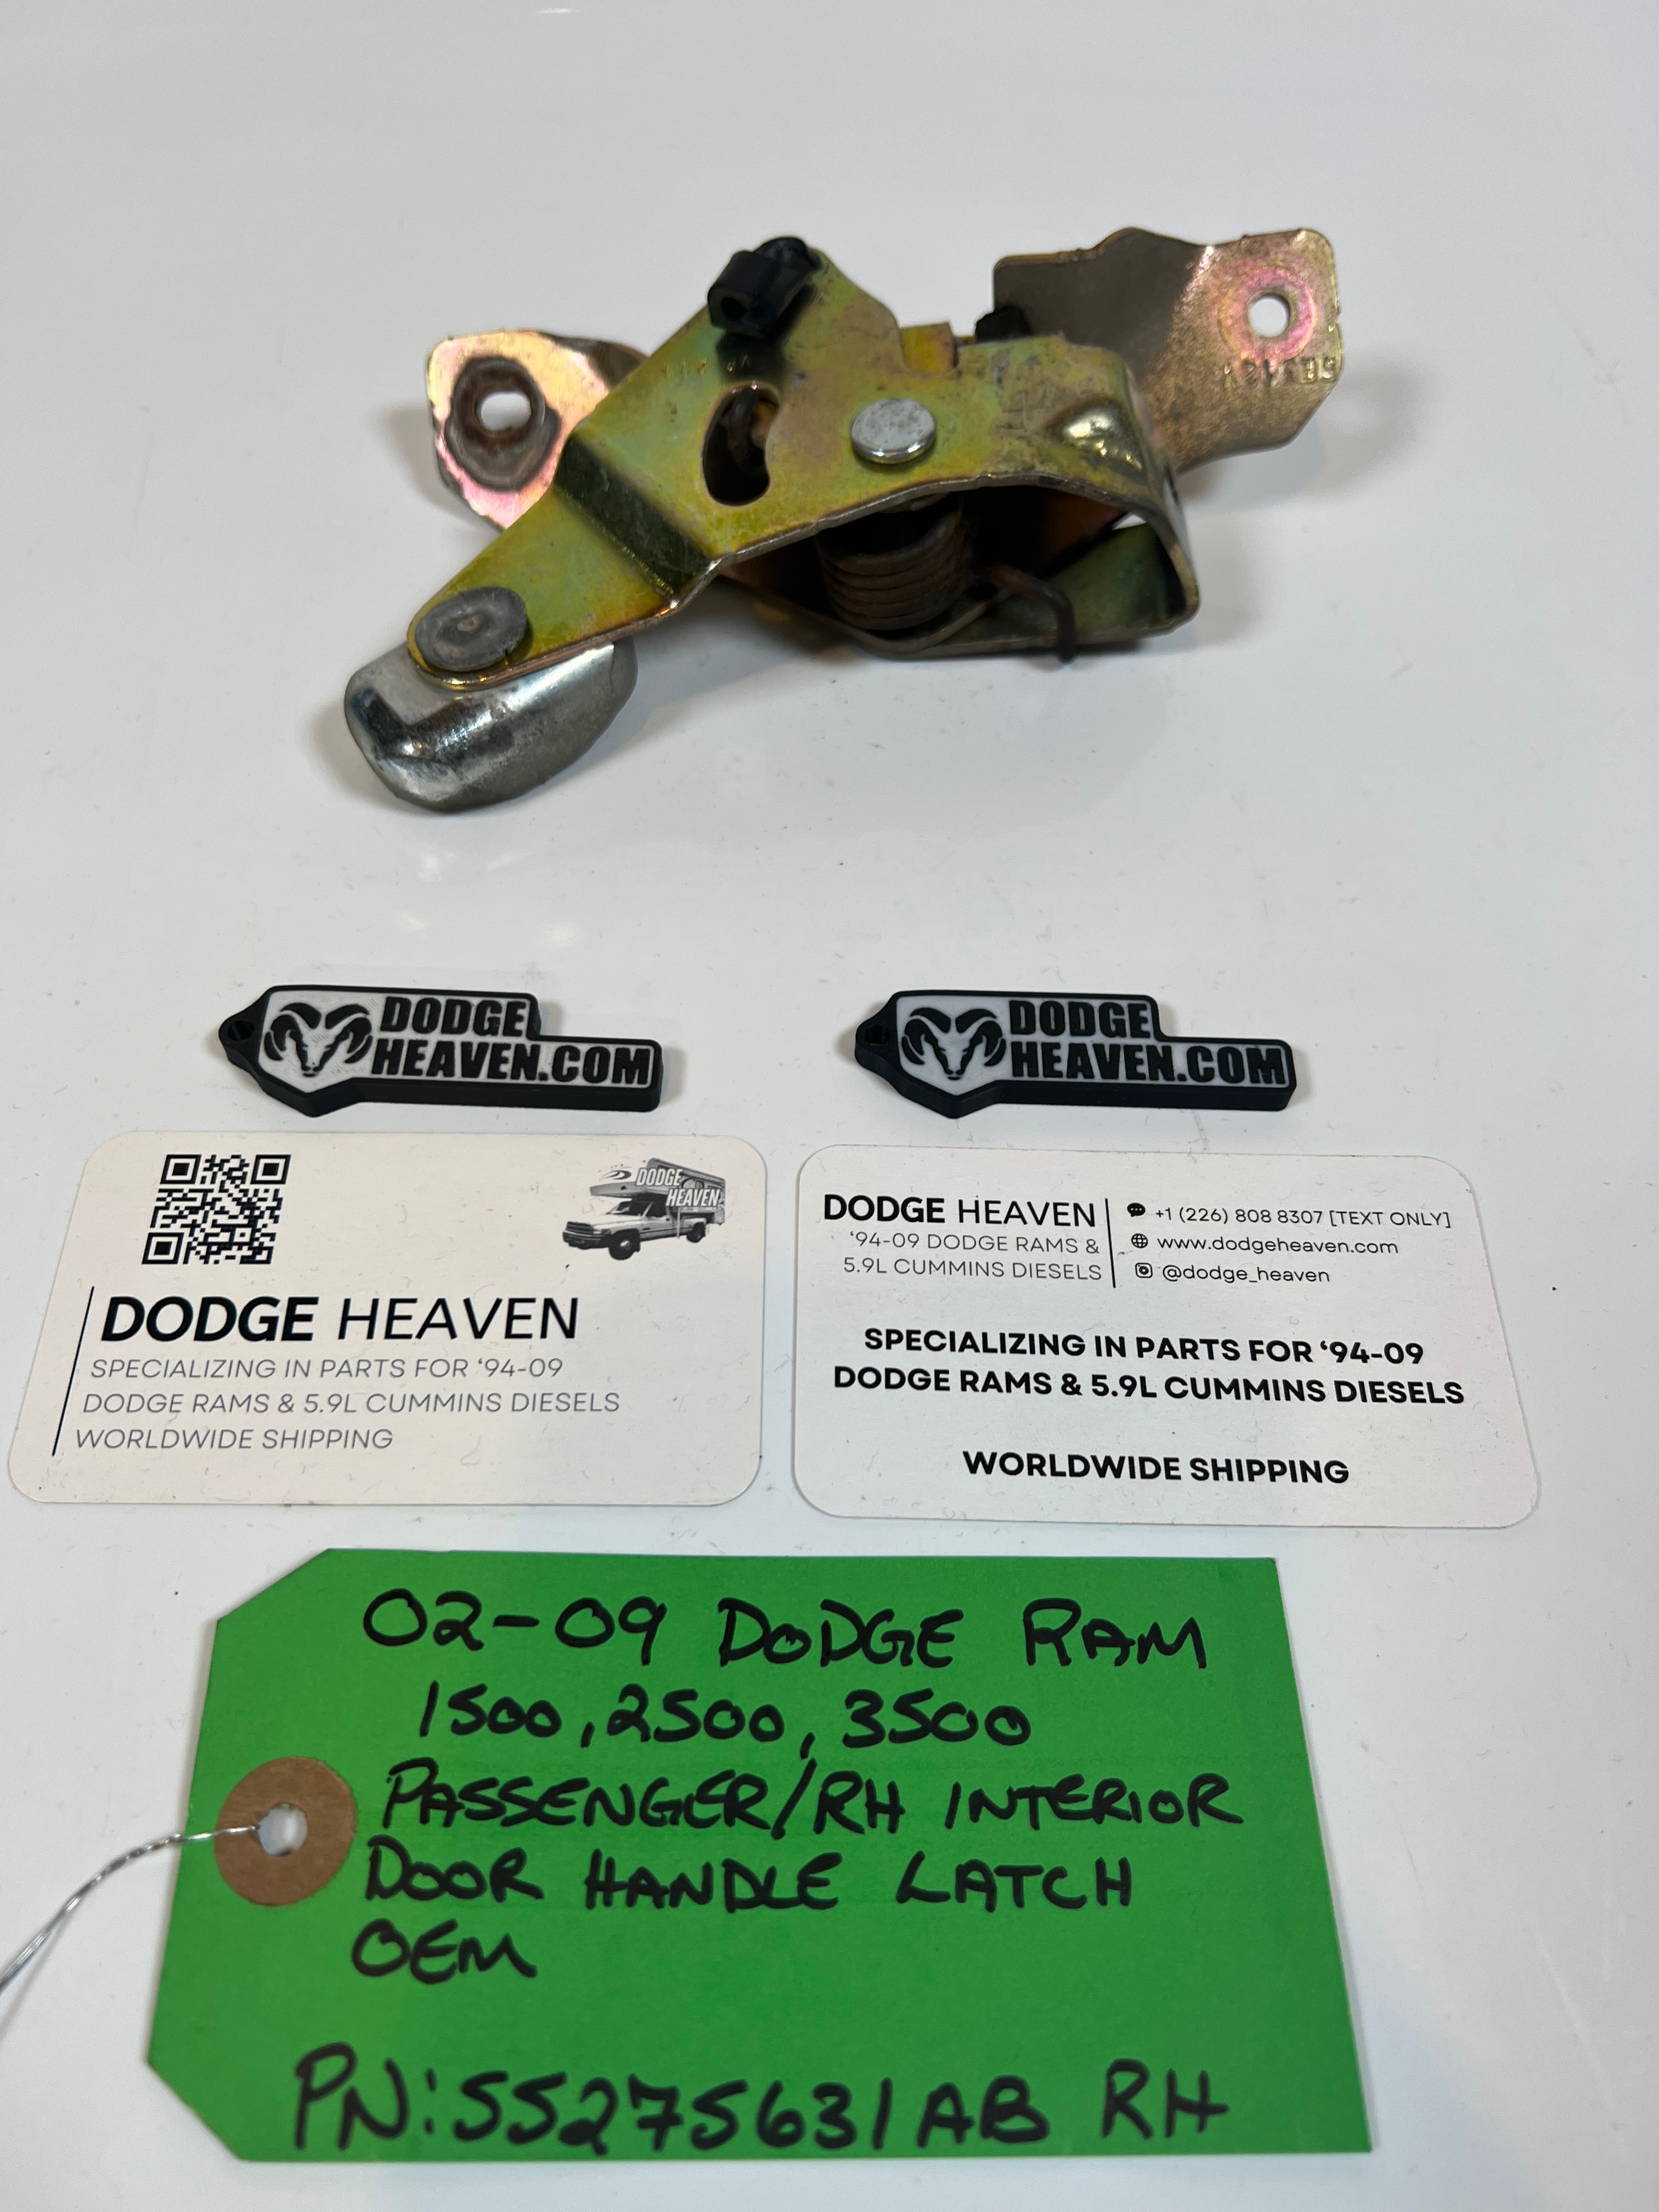 DODGE
HEAVEN.COM
DODGE
HEAVEN.COM
DODGE
HEAVEN
DODGE HEAVEN
SPECIALIZING IN PARTS FOR ‘94-09
DODGE RAMS & 5.9L CUMMINS DIESELS
WORLDWIDE SHIPPING
DODGE HEAVEN
‘94-09 DODGE RAMS &
5.9L CUMMINS DIESELS
+1 (226) 808 8307 [TEXT ONLY]
www.dodgeheaven.com
@dodge_heaven
SPECIALIZING IN PARTS FOR ‘94-09
DODGE RAMS & 5.9L CUMMINS DIESELS
WORLDWIDE SHIPPING
02-09 DODGE RAM
1500, 2500, 3500
PASSENGER/RH INTERIOR
DOOR HANDLE LATCH
OEM
PN: 55275631AB RH